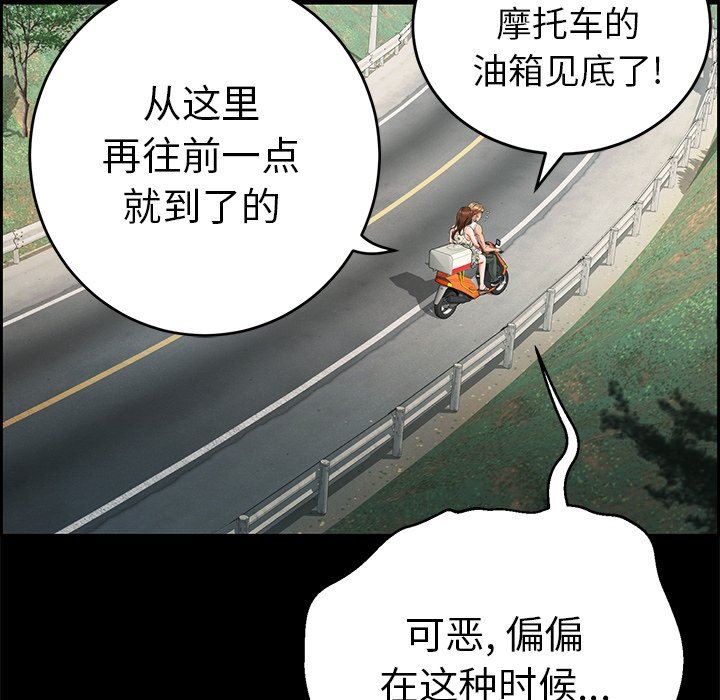 摩托车的
油箱见底了!
从这里
再往前一点
就到了的
可恶,偏偏
在这种时候...